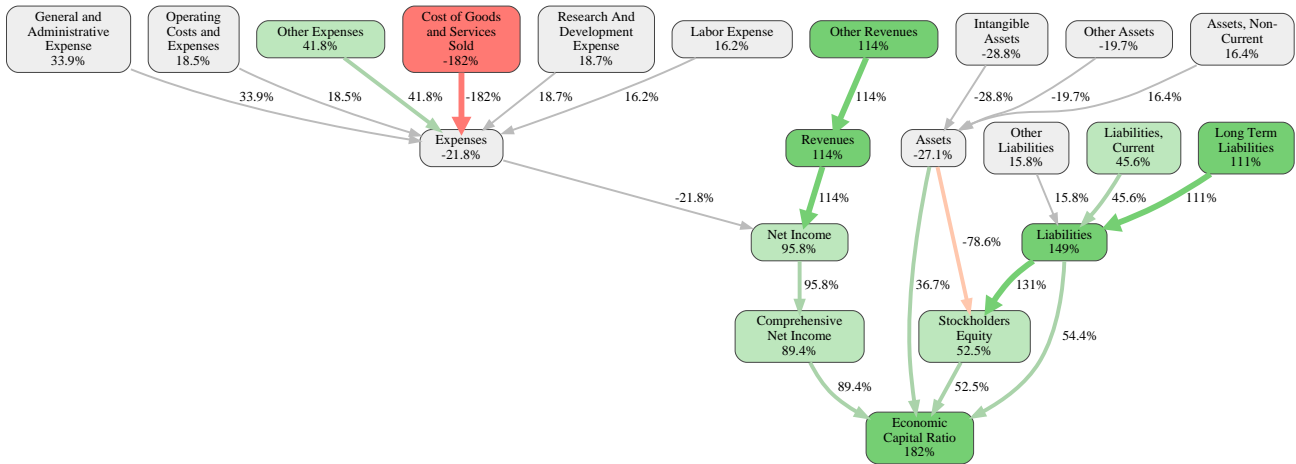 General and
Administrative
Expense
33.9%
Operating
Costs and
Expenses
18.5%
Other Expenses
41.8%
Cost of Goods
and Services
Sold
-182%
Research And
Development
Expense
18.7%
Labor Expense
16.2%
Other Revenues
114%
Intangible
Assets
-28.8%
Other Assets
-19.7%
Assets, Non-
Current
16.4%
33.9%
18.5%
41.8%
-182%
18.7%
16.2%
114%
-28.8%
-19.7%
16.4%
Expenses
-21.8%
Revenues
114%
Assets
-27.1%
Other
Liabilities
15.8%
Liabilities,
Current
45.6%
Long Term
Liabilities
111%
-21.8%
114%
15.8%
45.6%
111%
Net Income
95.8%
-78.6%
Liabilities
149%
95.8%
36.7%
131%
Comprehensive
Net Income
89.4%
Stockholders
Equity
52.5%
54.4%
89.4%
52.5%
Economic
Capital Ratio
182%